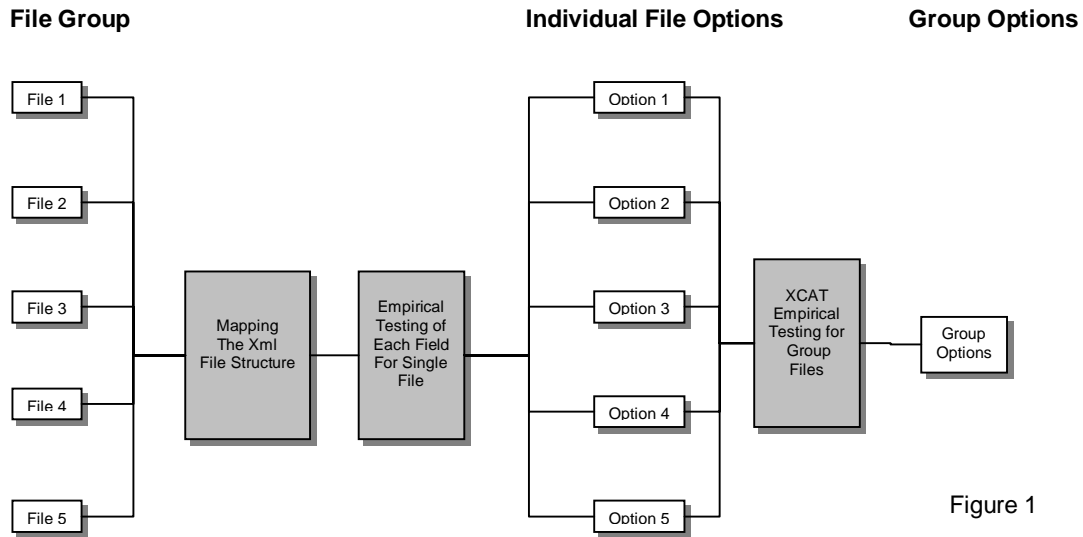 File Group
Individual File Options
Group Options
File 1
File 2
File 3
File 4
File 5
Mapping
The Xml
File Structure
Empirical
Testing of
Each Field
For Single
File
Option 1
Option 2
Option 3
Option 4
Option 5
XCAT
Empirical
Testing for
Group
Files
Group
Options
Figure 1